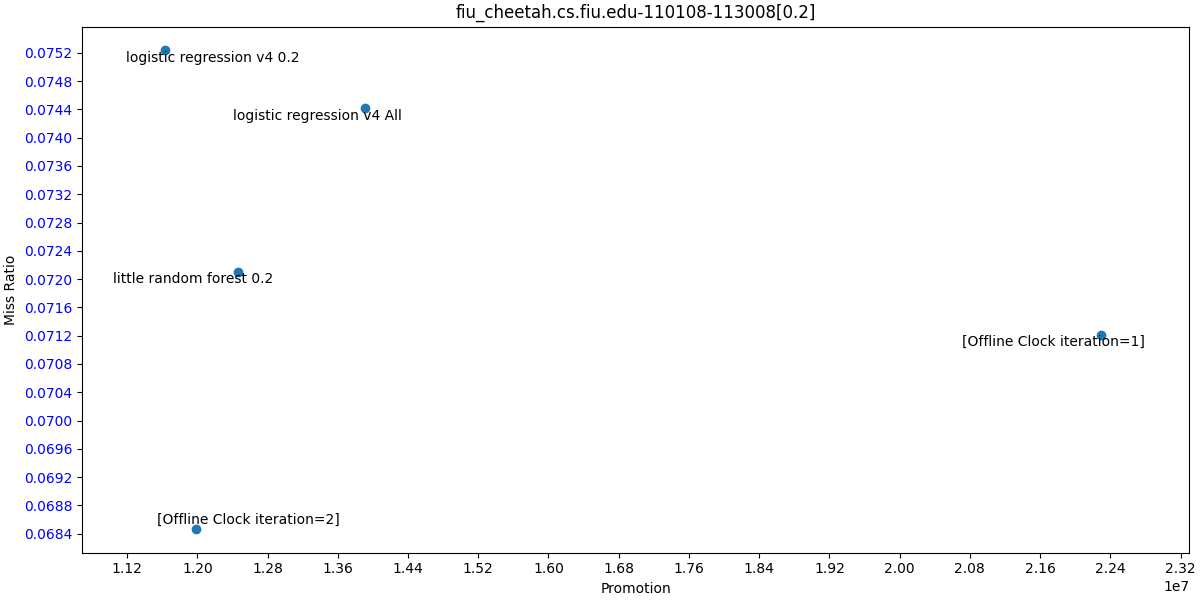 fiu_cheetah.cs.fiu.edu-110108-113008[0.2]
Miss Ratio
0.0752
0.0748
0.0744
0.0740
0.0736
0.0732
0.0728
0.0724
0.0720
0.0716
0.0712
0.0708
0.0704
0.0700
0.0696
0.0692
0.0688
0.0684
logistic regression v4 0.2
logistic regression v4 All
little random forest 0.2
[Offline Clock iteration=1]
[Offline Clock iteration=2]
1.12 1.20 1.28 1.36 1.44 1.52 1.60 1.68 1.76 1.84 1.92 2.00 2.08 2.16 2.24 2.32
1e7
Promotion